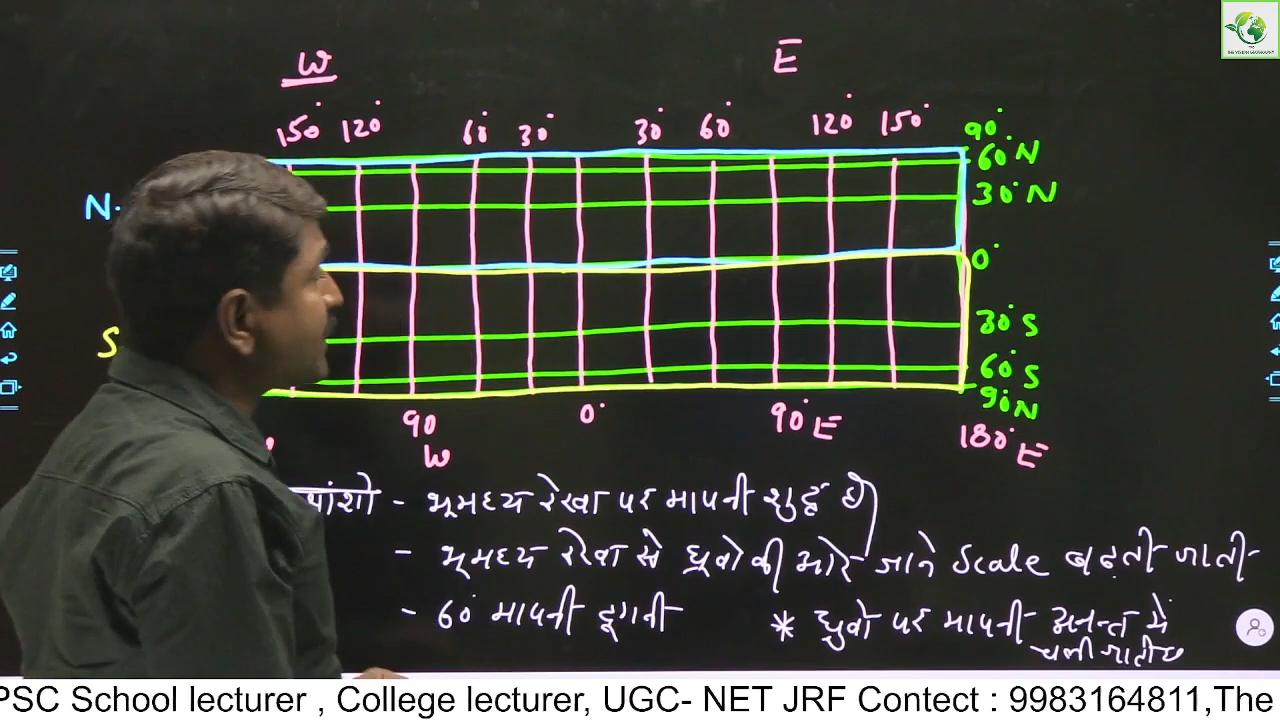 W E
150° 120° 60° 30° 30° 60° 120° 150° 90°
60°N
N. 30°N
0°
S 30°S
60°S
90°N
90 W 0° 90°E 180°E
- भूमध्य रेखा पर मापनी शुद्ध है
- भूमध्य रेखा से ध्रुवो की ओर जाने Scale बढ़ती जाती
- 60° मापनी दूगनी * ध्रुवो पर मापनी अनन्त मे
चली जाती है
PSC School lecturer , College lecturer, UGC- NET JRF Contect : 9983164811,The